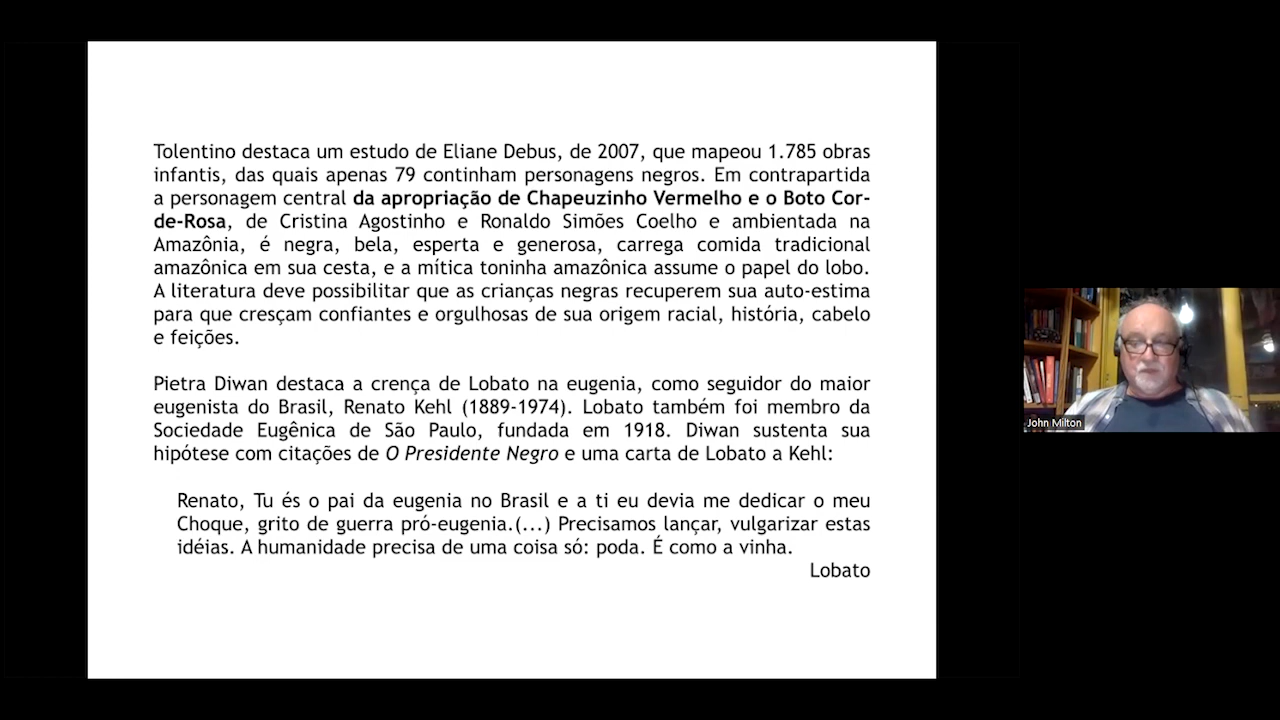 Tolentino destaca um estudo de Eliane Debus, de 2007, que mapeou 1.785 obras
infantis, das quais apenas 79 continham personagens negros. Em contrapartida
a personagem central da apropriação de Chapeuzinho Vermelho e o Boto Cor-
de-Rosa, de Cristina Agostinho e Ronaldo Simões Coelho e ambientada na
Amazônia, é negra, bela, esperta e generosa, carrega comida tradicional
amazônica em sua cesta, e a mítica toninha amazônica assume o papel do lobo.
A literatura deve possibilitar que as crianças negras recuperem sua auto-estima
para que cresçam confiantes e orgulhosas de sua origem racial, história, cabelo
e feições.
Pietra Diwan destaca a crença de Lobato na eugenia, como seguidor do maior
eugenista do Brasil, Renato Kehl (1889-1974). Lobato também foi membro da
Sociedade Eugênica de São Paulo, fundada em 1918. Diwan sustenta sua
hipótese com citações de O Presidente Negro e uma carta de Lobato a Kehl:
Renato, Tu és o pai da eugenia no Brasil e a ti eu devia me dedicar o meu
Choque, grito de guerra pró-eugenia.(...) Precisamos lançar, vulgarizar estas
idéias. A humanidade precisa de uma coisa só: poda. É como a vinha.
Lobato
John Milton